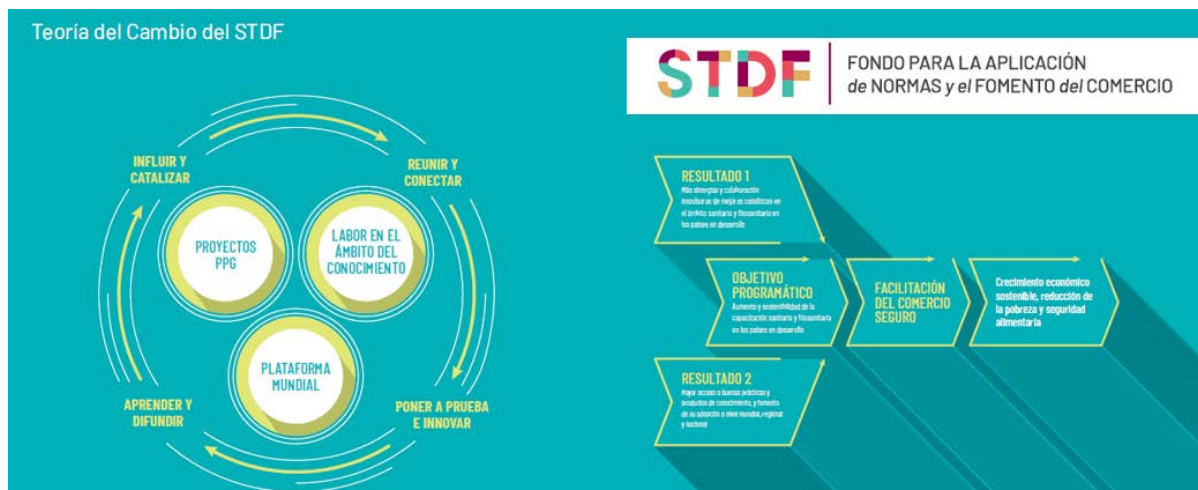 Teoría del Cambio del STDF
STDF
FONDO PARA LA APLICACIÓN
de NORMAS y el FOMENTO del COMERCIO
INFLUIR Y
CATALIZAR
REUNIR Y
CONECTAR
PROYECTOS
PPG
LABOR EN EL
ÁMBITO DEL
CONOCIMIENTO
PLATAFORMA
MUNDIAL
APRENDER Y
DIFUNDIR
PONER A PRUEBA
E INNOVAR
RESULTADO 1
Más sinergias y colaboración
impulsoras de mejoras catalíticas en
el ámbito sanitario y fitosanitario en
los países en desarrollo
OBJETIVO
PROGRAMÁTICO
Aumento y sostenibilidad de la
capacitación sanitaria y fitosanitaria
en los países en desarrollo
FACILITACIÓN
DEL COMERCIO
SEGURO
Crecimiento económico
sostenible, reducción de
la pobreza y seguridad
alimentaria
RESULTADO 2
Mayor acceso a buenas prácticas y
productos de conocimiento, y fomento
de su adopción a nivel mundial, regional
y nacional